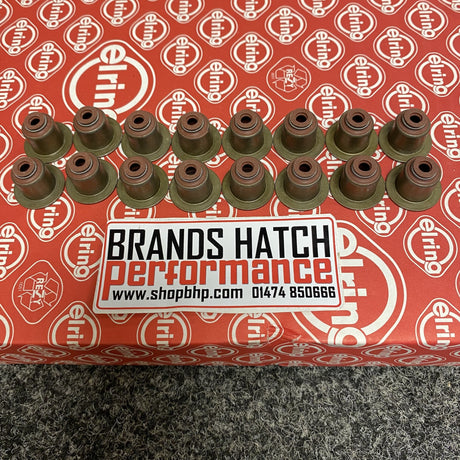 elring
BRANDS HATCH
performance
www.shopbhp.com 01474 850666